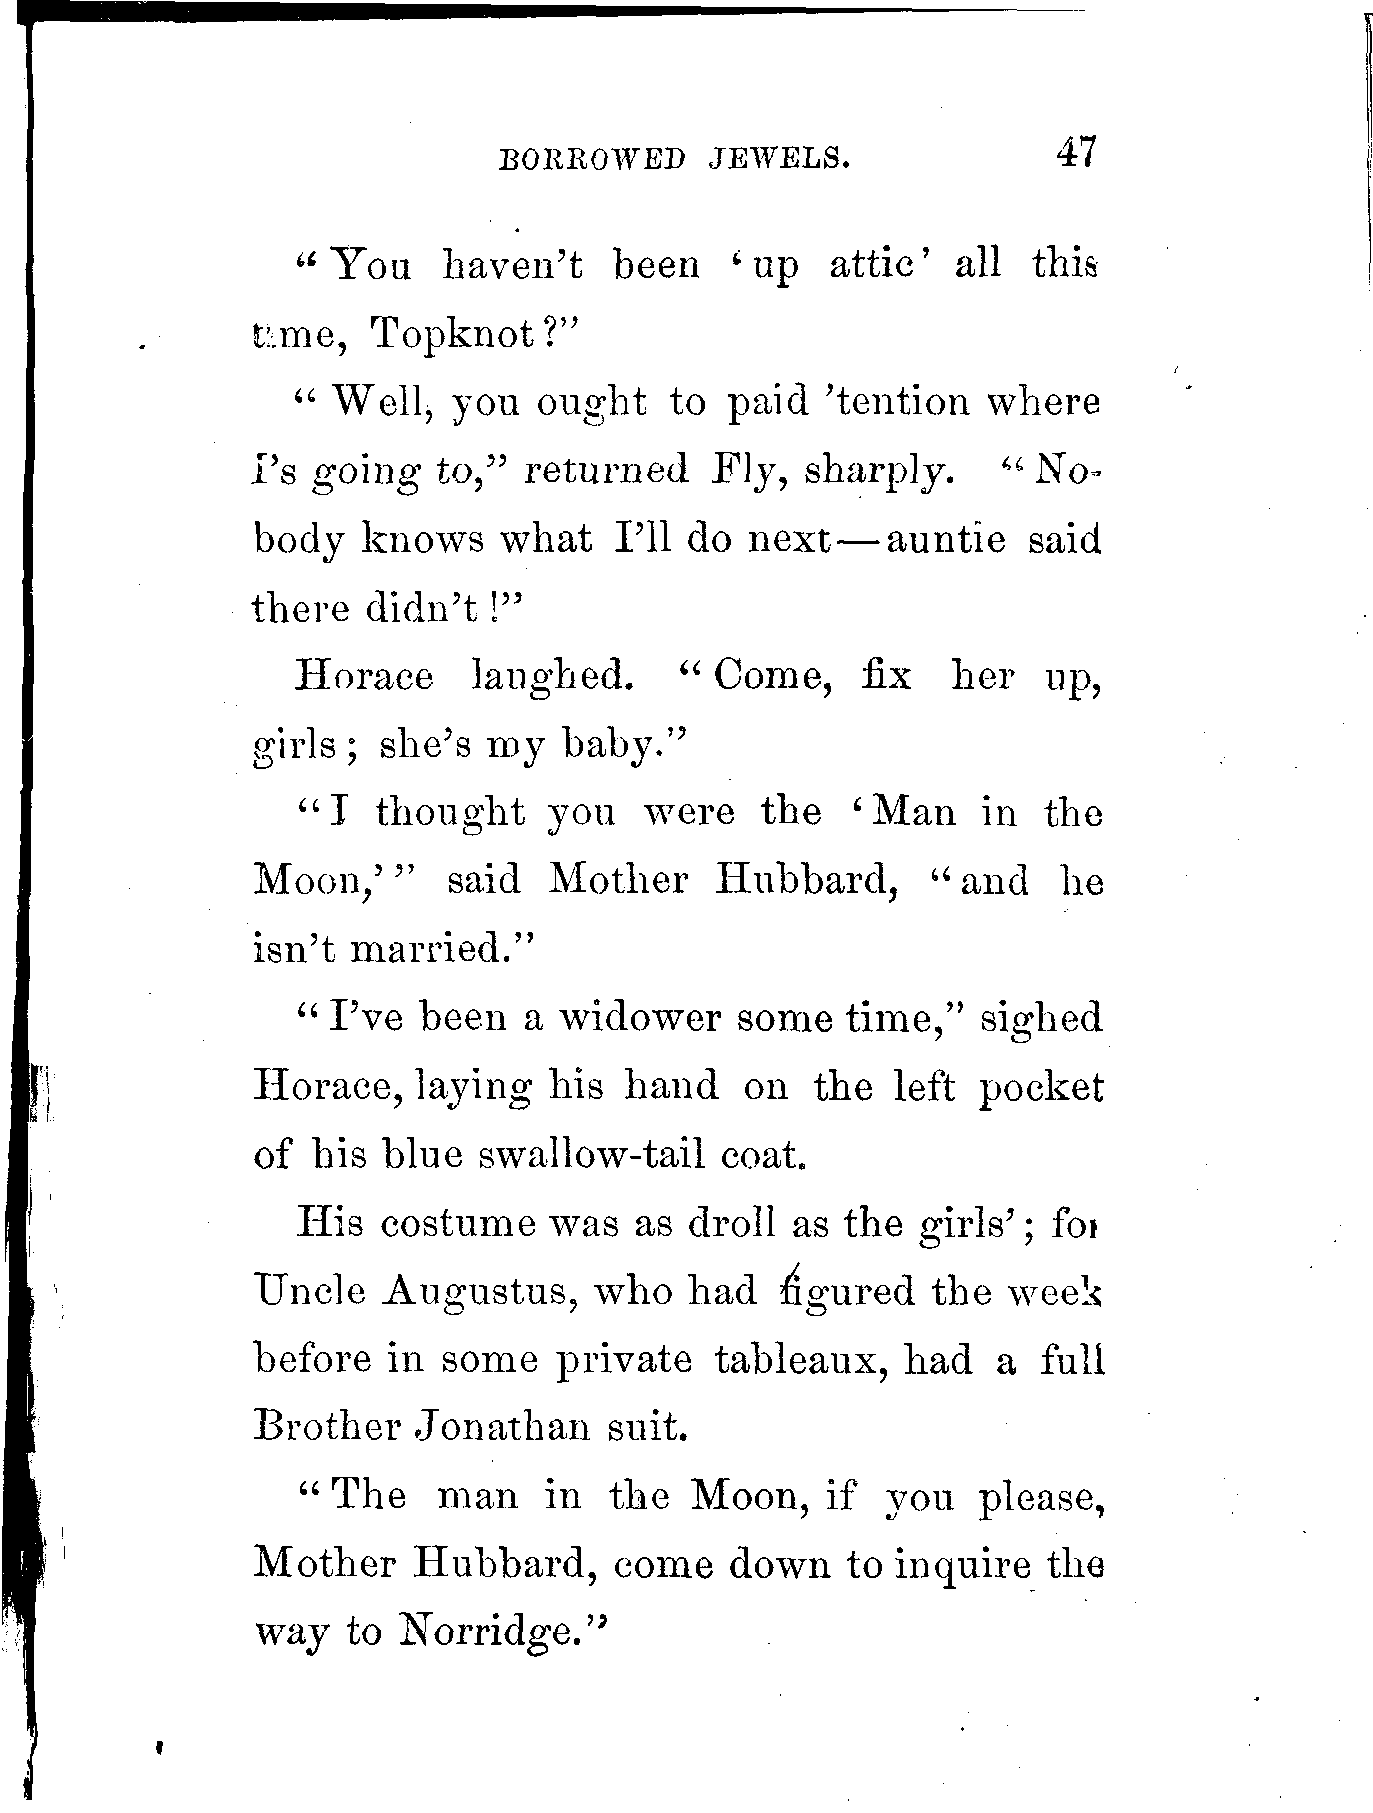 BORROWED JEWELS. 47
"You haven't been 'up attic' all this
time, Topknot?"
"Well, you ought to paid 'tention where
I's going to," returned Fly, sharply. "No-
body knows what I'll do next—auntie said
there didn't!"
Horace laughed. "Come, fix her up,
girls; she's my baby."
"I thought you were the 'Man in the
Moon,'" said Mother Hubbard, "and he
isn't married."
"I've been a widower some time," sighed
Horace, laying his hand on the left pocket
of his blue swallow-tail coat.
His costume was as droll as the girls'; for
Uncle Augustus, who had figured the week
before in some private tableaux, had a full
Brother Jonathan suit.
"The man in the Moon, if you please,
Mother Hubbard, come down to inquire the
way to Norridge."